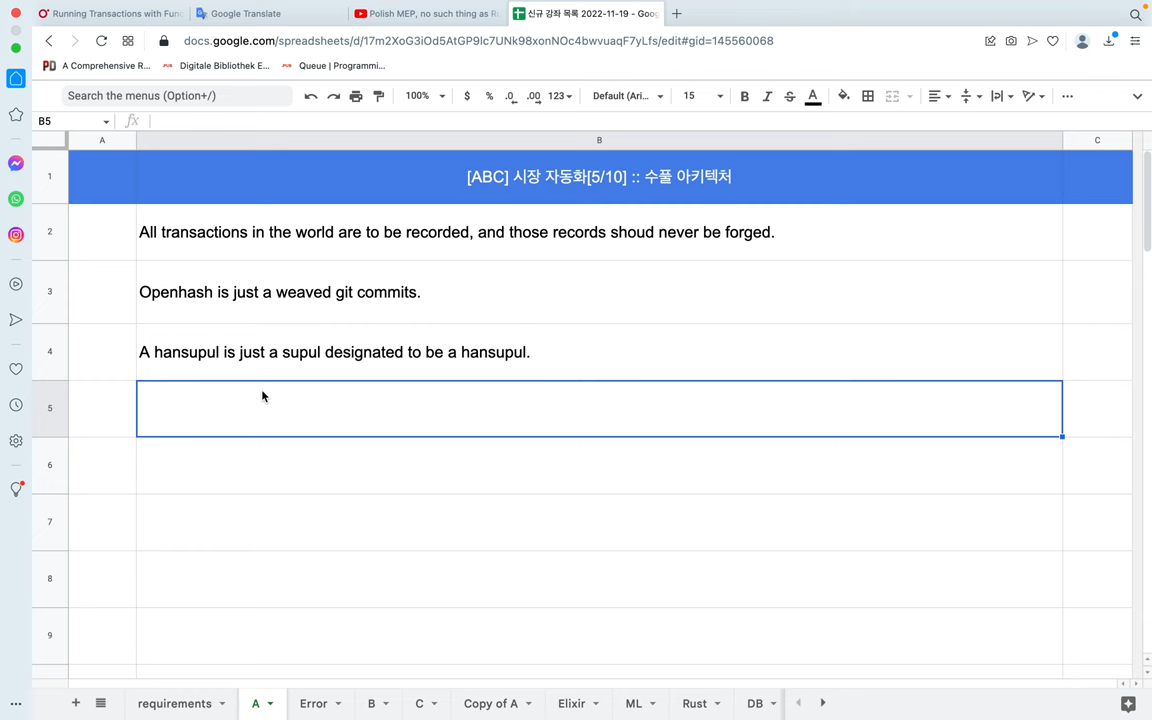 Running Transactions with Fun
Google Translate
Polish MEP, no such thing as R
신규 강좌 목록 2022-11-19 - Goo
docs.google.com/spreadsheets/d/17m2XoG3iOd5AtGP9lc7UNk98xonNOc4bwvuaqF7yLfs/edit#gid=145560068
A Comprehensive R...
Digitale Bibliothek E...
Queue | Programmi...
Search the menus (Option+/)
100%
$
%
.0
.00
123
Default (Ari...
15
B
I
S
A
B5
fx
A
B
C
1
[ABC] 시장 자동화[5/10] :: 수풀 아키텍처
2
All transactions in the world are to be recorded, and those records shoud never be forged.
3
Openhash is just a weaved git commits.
4
A hansupul is just a supul designated to be a hansupul.
5
6
7
8
9
requirements
A
Error
B
C
Copy of A
Elixir
ML
Rust
DB